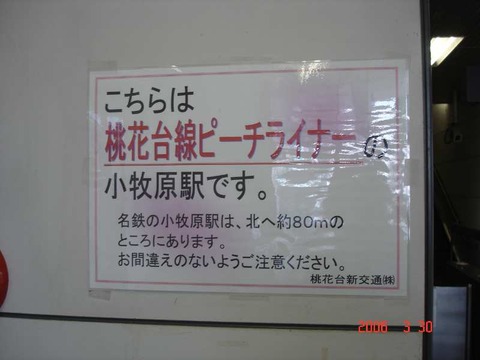 こちらは
桃花台線ピーチライナーの
小牧原駅です。
名鉄の小牧原駅は、北へ約80mの
ところにあります。
お間違えのないようご注意ください。
桃花台新交通㈱
2006 3 30